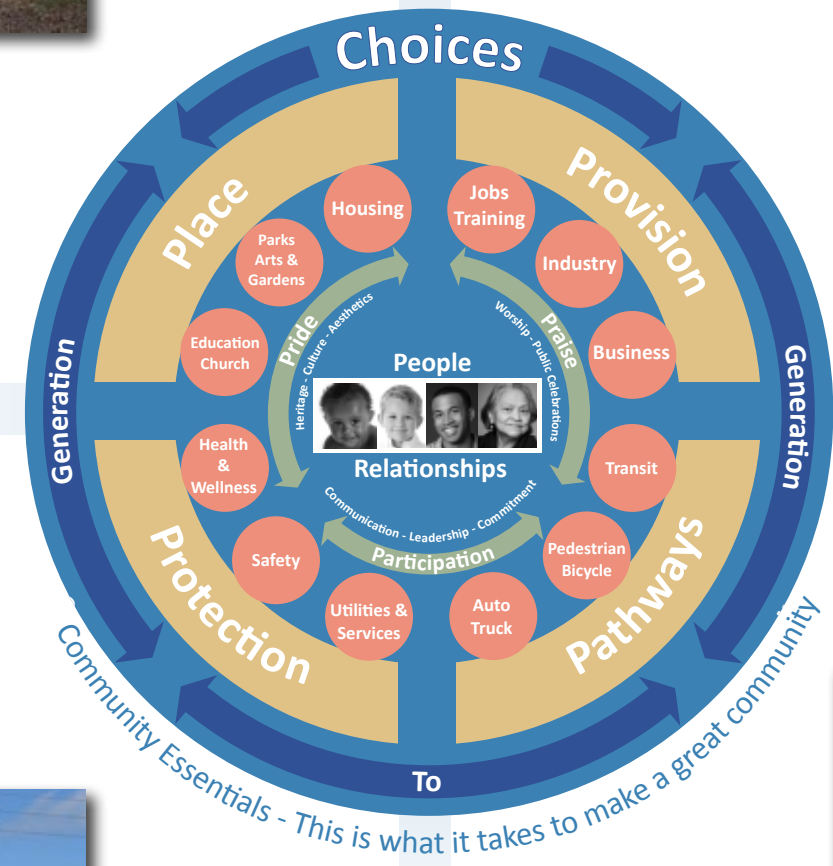 Choices
Place
Provision
Housing
Jobs
Training
Parks
Arts &
Gardens
Industry
Education
Church
Business
Pride
Heritage - Culture - Aesthetics
Praise
Worship - Public Celebrations
People
Relationships
Generation
Generation
Health
&
Wellness
Transit
Communication - Leadership - Commitment
Participation
Safety
Pedestrian
Bicycle
Utilities &
Services
Auto
Truck
Protection
Pathways
To
Community Essentials - This is what it takes to make a great community